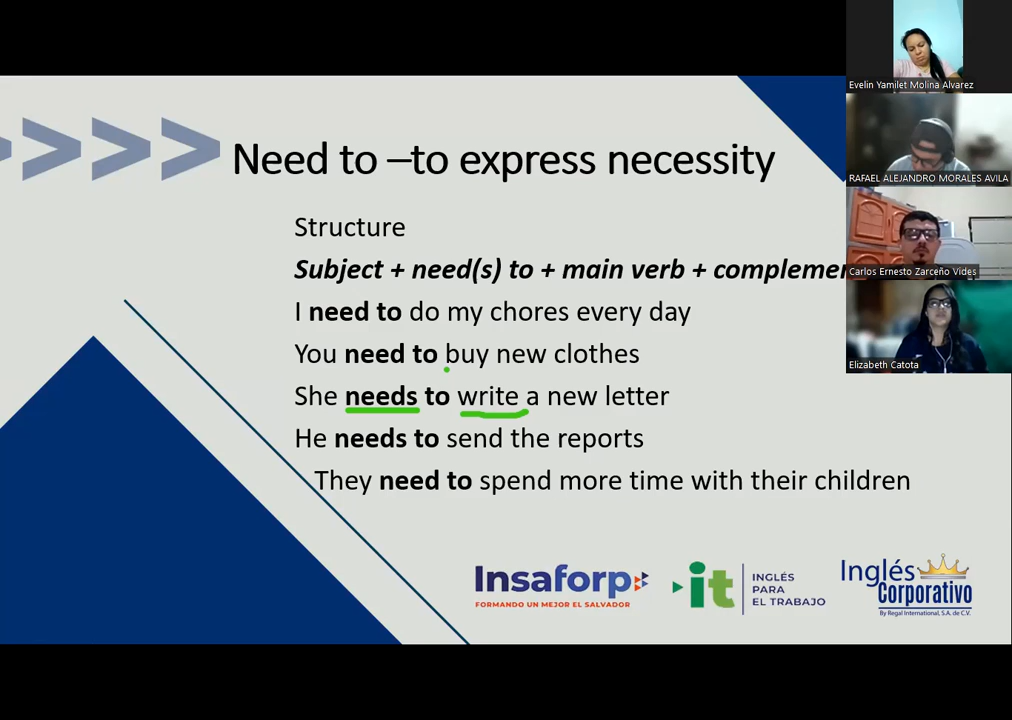 Need to –to express necessity
Structure
Subject + need(s) to + main verb + complemen
I need to do my chores every day
You need to buy new clothes
She needs to write a new letter
He needs to send the reports
They need to spend more time with their children
Evelin Yamilet Molina Alvarez
RAFAEL ALEJANDRO MORALES AVILA
Carlos Ernesto Zarceño Vides
Elizabeth Catota
Insaforp
FORMANDO UN MEJOR EL SALVADOR
it
INGLÉS
PARA
EL TRABAJO
Inglés
Corporativo
By Regal International, S.A. de C.V.